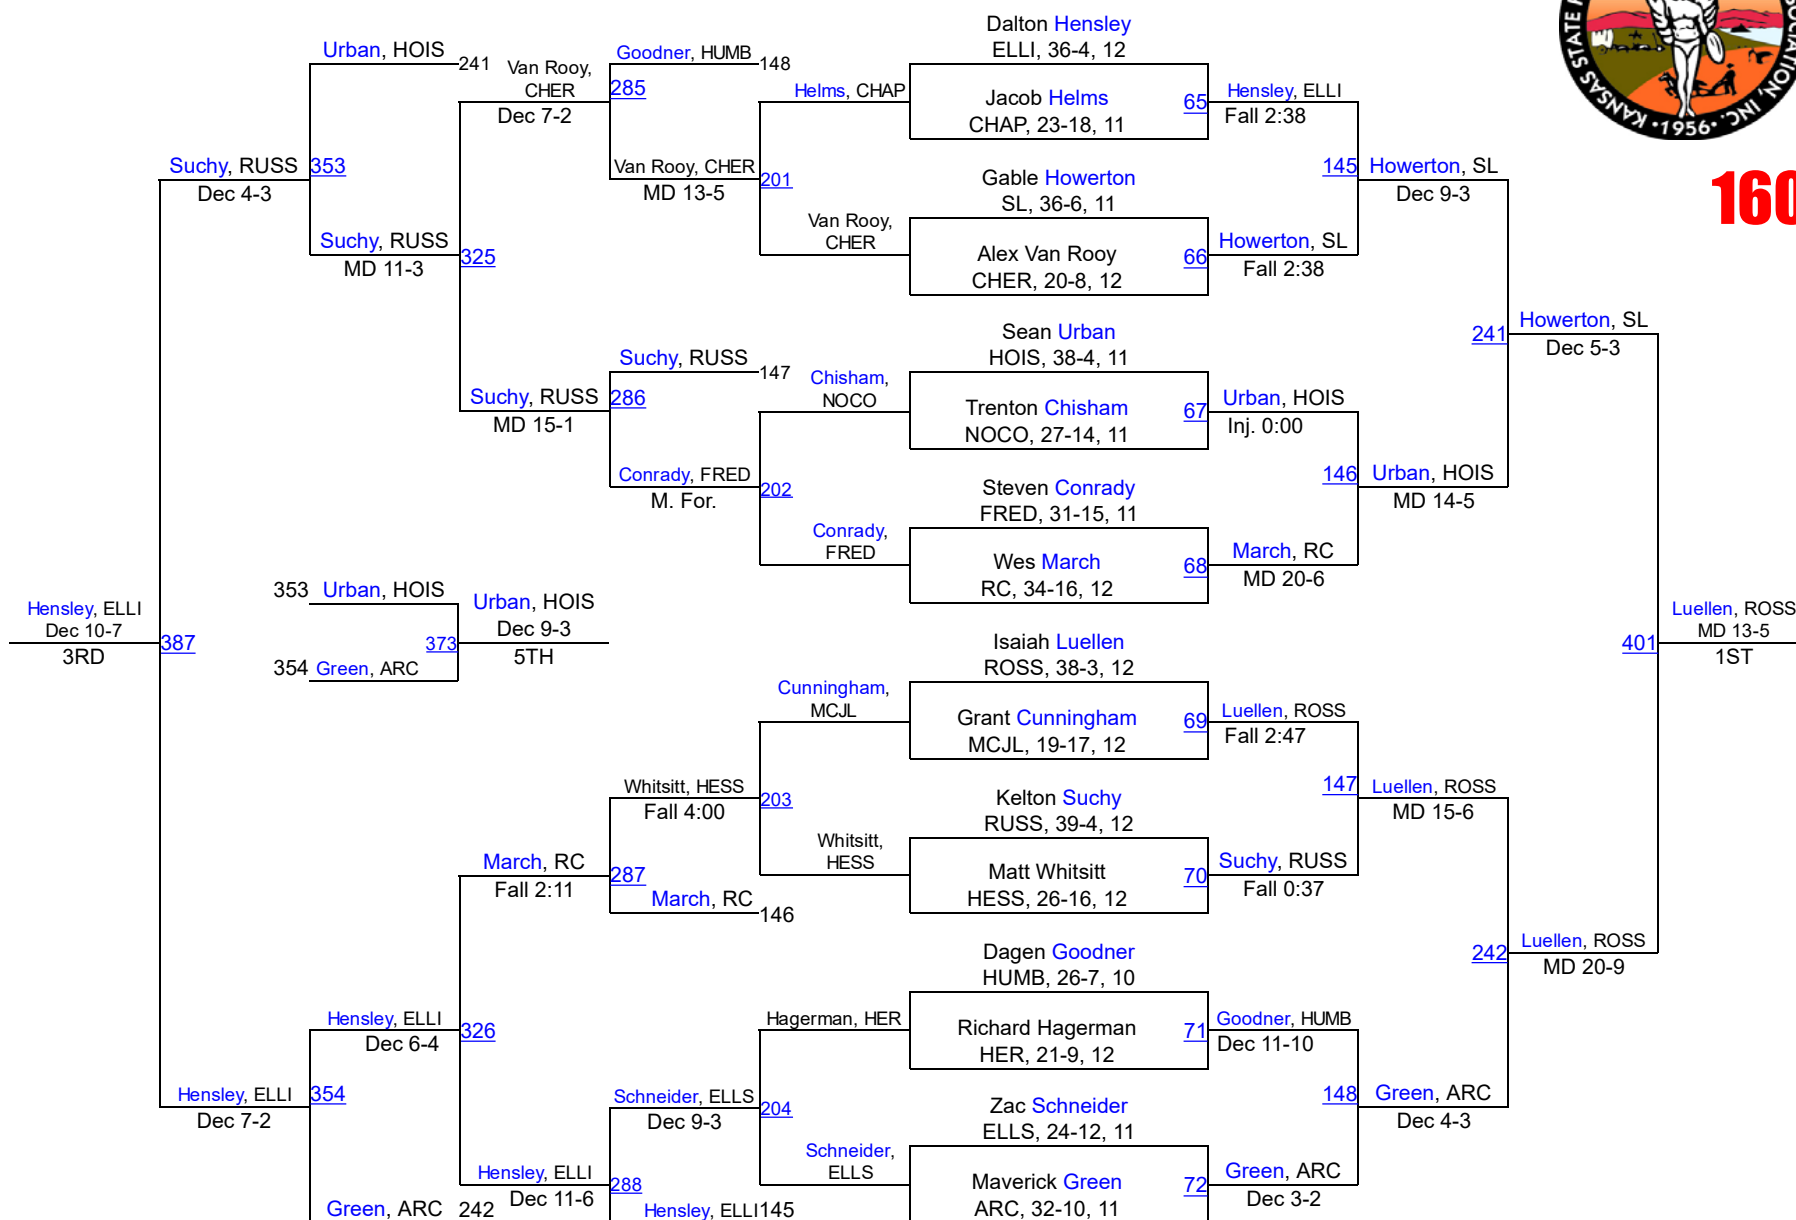 Urban, HOIS
241
Van Rooy,
CHER
Dec 7-2
Goodner, HUMB
148
285
Suchy, RUSS
Dec 4-3
353
Suchy, RUSS
MD 11-3
325
Van Rooy, CHER
MD 13-5
201
Helms, CHAP
Van Rooy,
CHER
Dalton Hensley
ELLI, 36-4, 12
Jacob Helms
CHAP, 23-18, 11
65
Hensley, ELLI
Fall 2:38
Gable Howerton
SL, 36-6, 11
Alex Van Rooy
CHER, 20-8, 12
66
Howerton, SL
Fall 2:38
145
Howerton, SL
Dec 9-3
KANSAS STATE
INC.
1956
160
Suchy, RUSS
MD 15-1
286
Suchy, RUSS
147
Conrady, FRED
M. For.
202
Chisham,
NOCO
Conrady,
FRED
Sean Urban
HOIS, 38-4, 11
Trenton Chisham
NOCO, 27-14, 11
67
Urban, HOIS
Inj. 0:00
Steven Conrady
FRED, 31-15, 11
Wes March
RC, 34-16, 12
68
March, RC
MD 20-6
146
Urban, HOIS
MD 14-5
241
Howerton, SL
Dec 5-3
Hensley, ELLI
Dec 10-7
3RD
387
353
Urban, HOIS
354
Green, ARC
373
Urban, HOIS
Dec 9-3
5TH
401
Luellen, ROSS
MD 13-5
1ST
March, RC
Fall 2:11
287
Whitsitt, HESS
Fall 4:00
203
March, RC
146
Cunningham,
MCJL
Whitsitt,
HESS
Isaiah Luellen
ROSS, 38-3, 12
Grant Cunningham
MCJL, 19-17, 12
69
Luellen, ROSS
Fall 2:47
Kelton Suchy
RUSS, 39-4, 12
Matt Whitsitt
HESS, 26-16, 12
70
Suchy, RUSS
Fall 0:37
147
Luellen, ROSS
MD 15-6
242
Luellen, ROSS
MD 20-9
Hensley, ELLI
Dec 7-2
354
Hensley, ELLI
Dec 6-4
326
Green, ARC
242
Hensley, ELLI
Dec 11-6
288
Schneider, ELLS
Dec 9-3
204
Hensley, ELLI
145
Hagerman, HER
Schneider,
ELLS
Dagen Goodner
HUMB, 26-7, 10
Richard Hagerman
HER, 21-9, 12
71
Goodner, HUMB
Dec 11-10
Zac Schneider
ELLS, 24-12, 11
Maverick Green
ARC, 32-10, 11
72
Green, ARC
Dec 3-2
148
Green, ARC
Dec 4-3